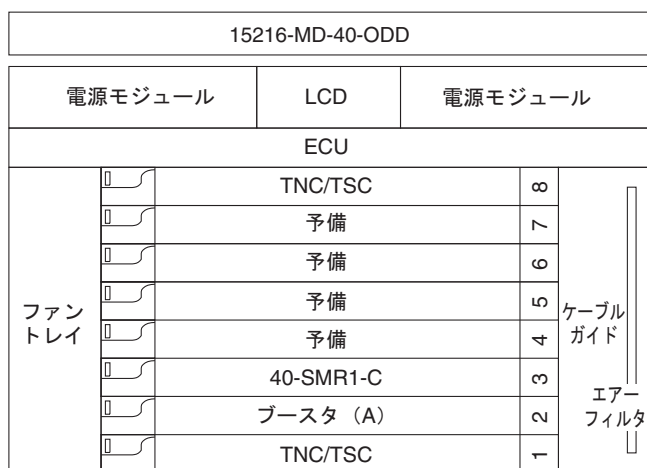 15216-MD-40-ODD
電源モジュール
LCD
電源モジュール
ECU
TNC/TSC
8
予備
7
予備
6
予備
5
予備
4
40-SMR1-C
3
ブースタ（A）
2
TNC/TSC
1
ファン
トレイ
ケーブル
ガイド
エアー
フィルタ